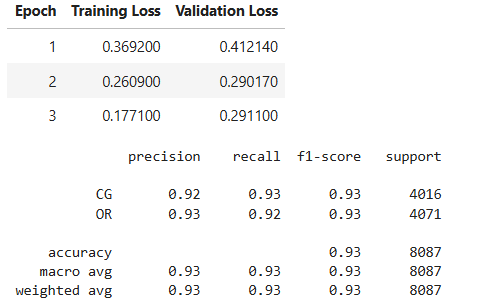 Epoch Training Loss Validation Loss
1 0.369200 0.412140
2 0.260900 0.290170
3 0.177100 0.291100
precision recall f1-score support
CG 0.92 0.93 0.93 4016
OR 0.93 0.92 0.93 4071
accuracy 0.93 8087
macro avg 0.93 0.93 0.93 8087
weighted avg 0.93 0.93 0.93 8087